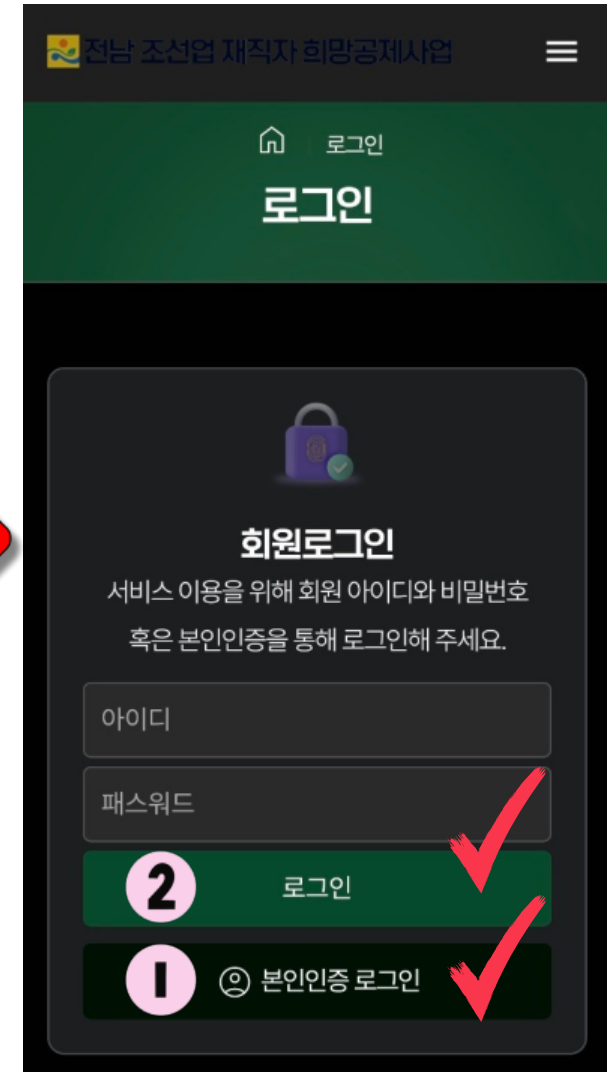 전남 조선업 재직자 희망공제사업
로그인
로그인
회원로그인
서비스 이용을 위해 회원 아이디와 비밀번호
혹은 본인인증을 통해 로그인해 주세요.
아이디
패스워드
2 로그인
1 본인인증 로그인